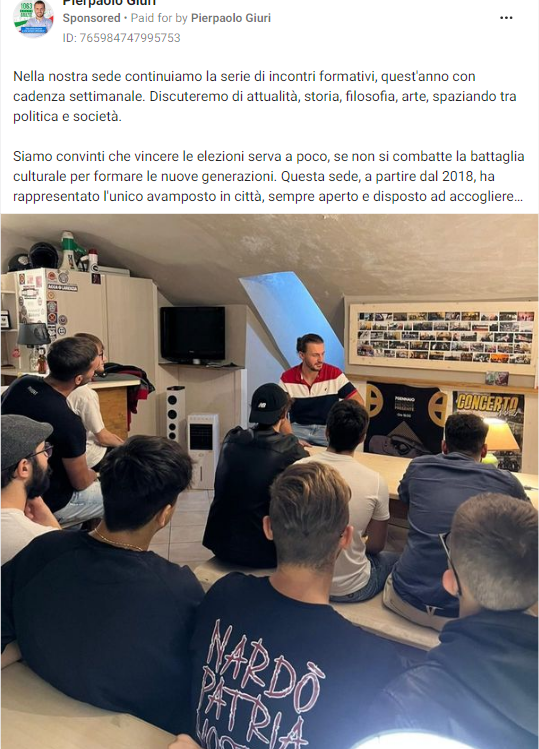 Pierpaolo Giuri
Sponsored • Paid for by Pierpaolo Giuri
ID: 765984747995753
Nella nostra sede continuiamo la serie di incontri formativi, quest'anno con
cadenza settimanale. Discuteremo di attualità, storia, filosofia, arte, spaziando tra
politica e società.
Siamo convinti che vincere le elezioni serva a poco, se non si combatte la battaglia
culturale per formare le nuove generazioni. Questa sede, a partire dal 2018, ha
rappresentato l'unico avamposto in città, sempre aperto e disposto ad accogliere...
CONCERTO
NARDÒ
PATRIA